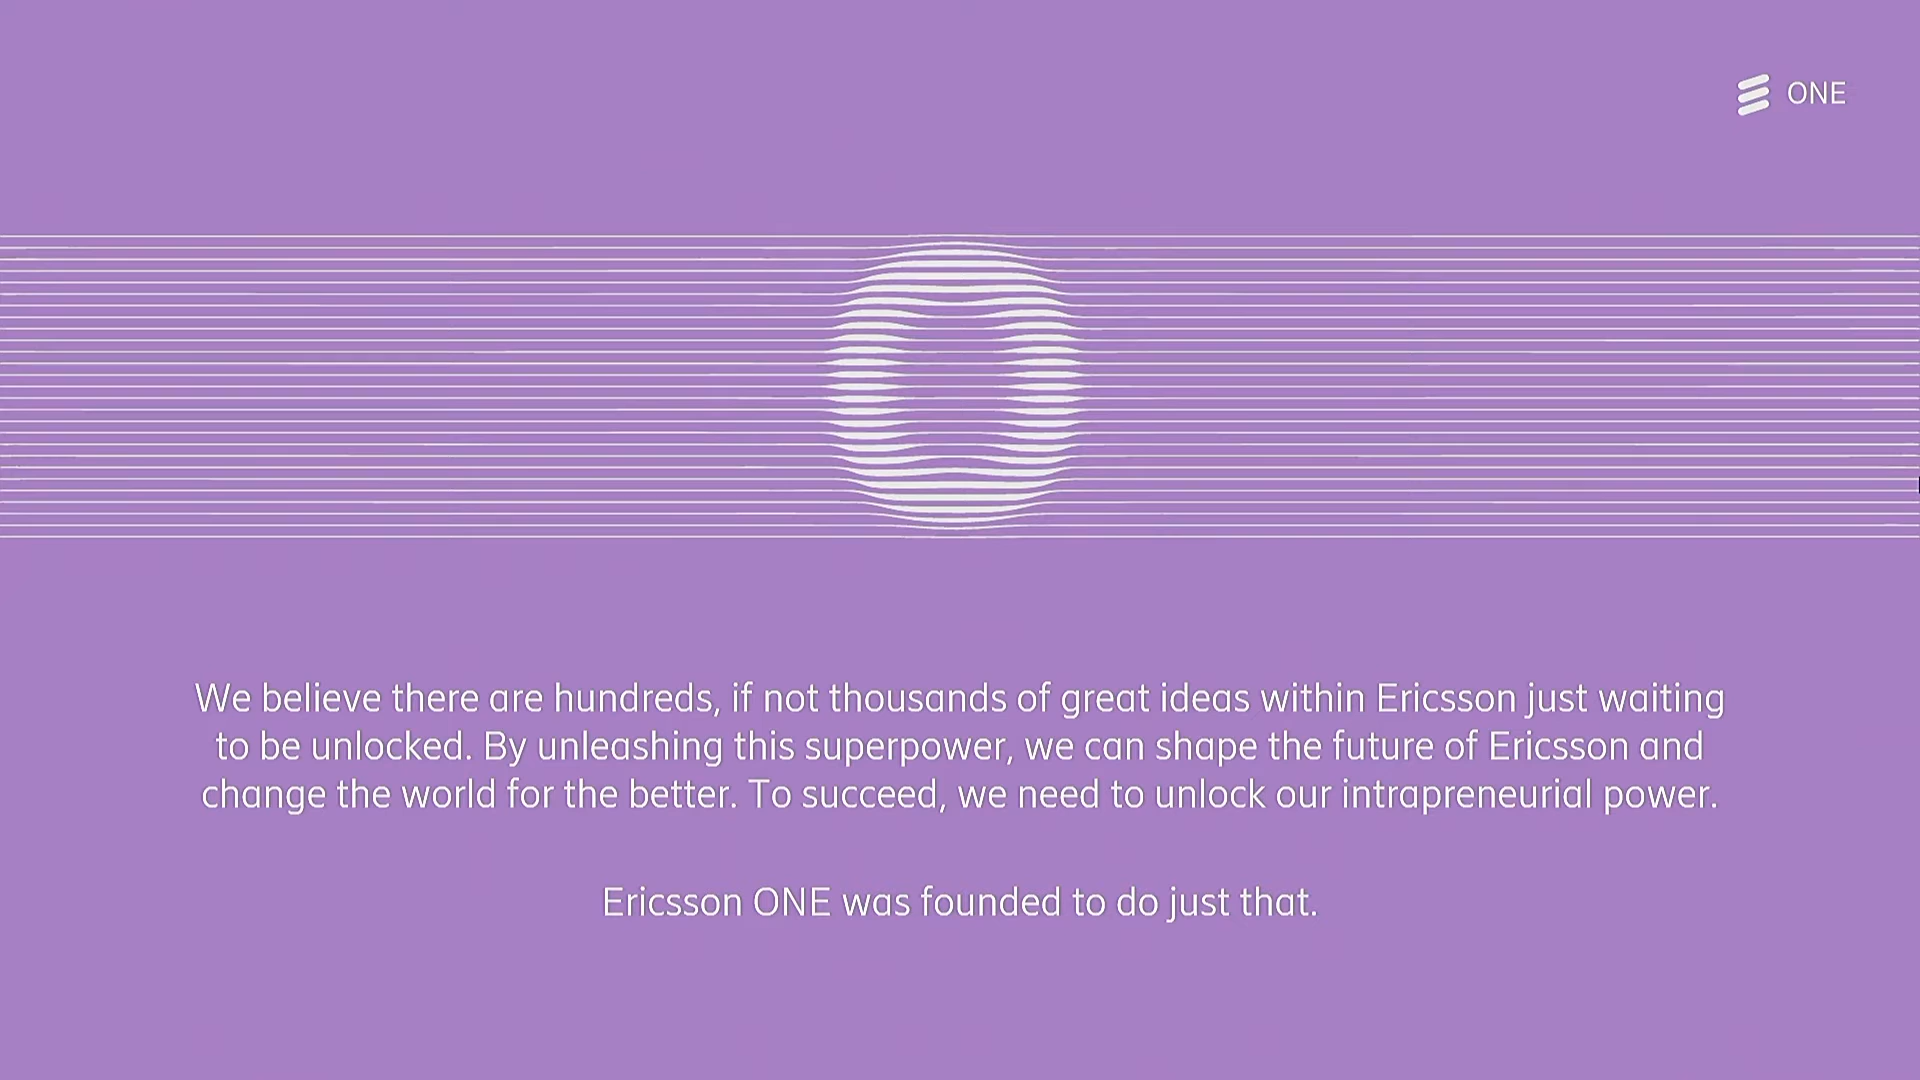 ONE
O
We believe there are hundreds, if not thousands of great ideas within Ericsson just waiting
to be unlocked. By unleashing this superpower, we can shape the future of Ericsson and
change the world for the better. To succeed, we need to unlock our intrapreneurial power.
Ericsson ONE was founded to do just that.